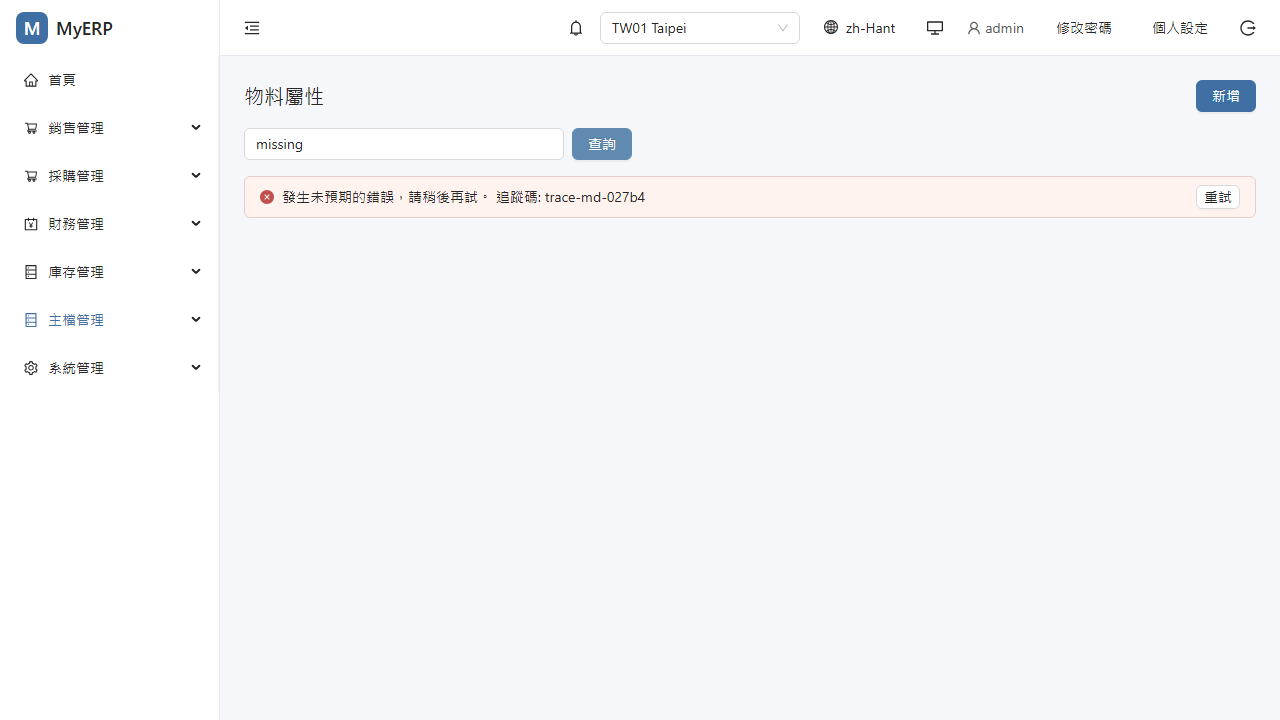 M MyERP
TW01 Taipei
zh-Hant
admin
修改密碼
個人設定
首頁
銷售管理
採購管理
財務管理
庫存管理
主檔管理
系統管理
物料屬性
新增
missing
查詢
發生未預期的錯誤，請稍後再試。 追蹤碼: trace-md-027b4
重試